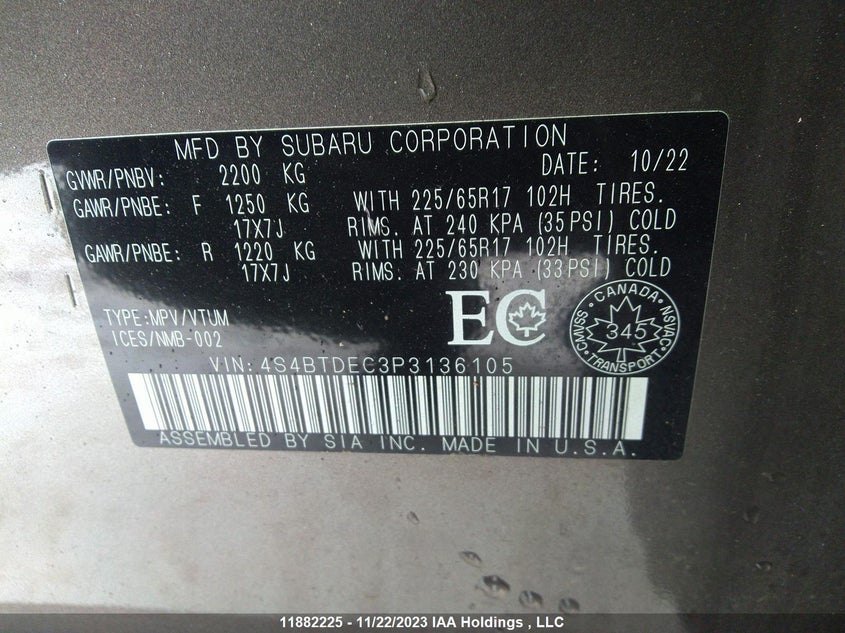 MFD BY SUBARU CORPORATION
GVWR/PNBV: 2200 KG DATE: 10/22
GAWR/PNBE: F 1250 KG WITH 225/65R17 102H TIRES.
17X7J RIMS. AT 240 KPA (35PSI) COLD
GAWR/PNBE: R 1220 KG WITH 225/65R17 102H TIRES.
17X7J RIMS. AT 230 KPA (33PSI) COLD
TYPE:MPV/VTUM
ICES/NMB-002
EC
CANADA
CMVSS 345 NSVAC
TRANSPORT
VIN:4S4BTDEC3P3136105
ASSEMBLED BY SIA INC. MADE IN U.S.A.
11882225 - 11/22/2023 IAA Holdings , LLC